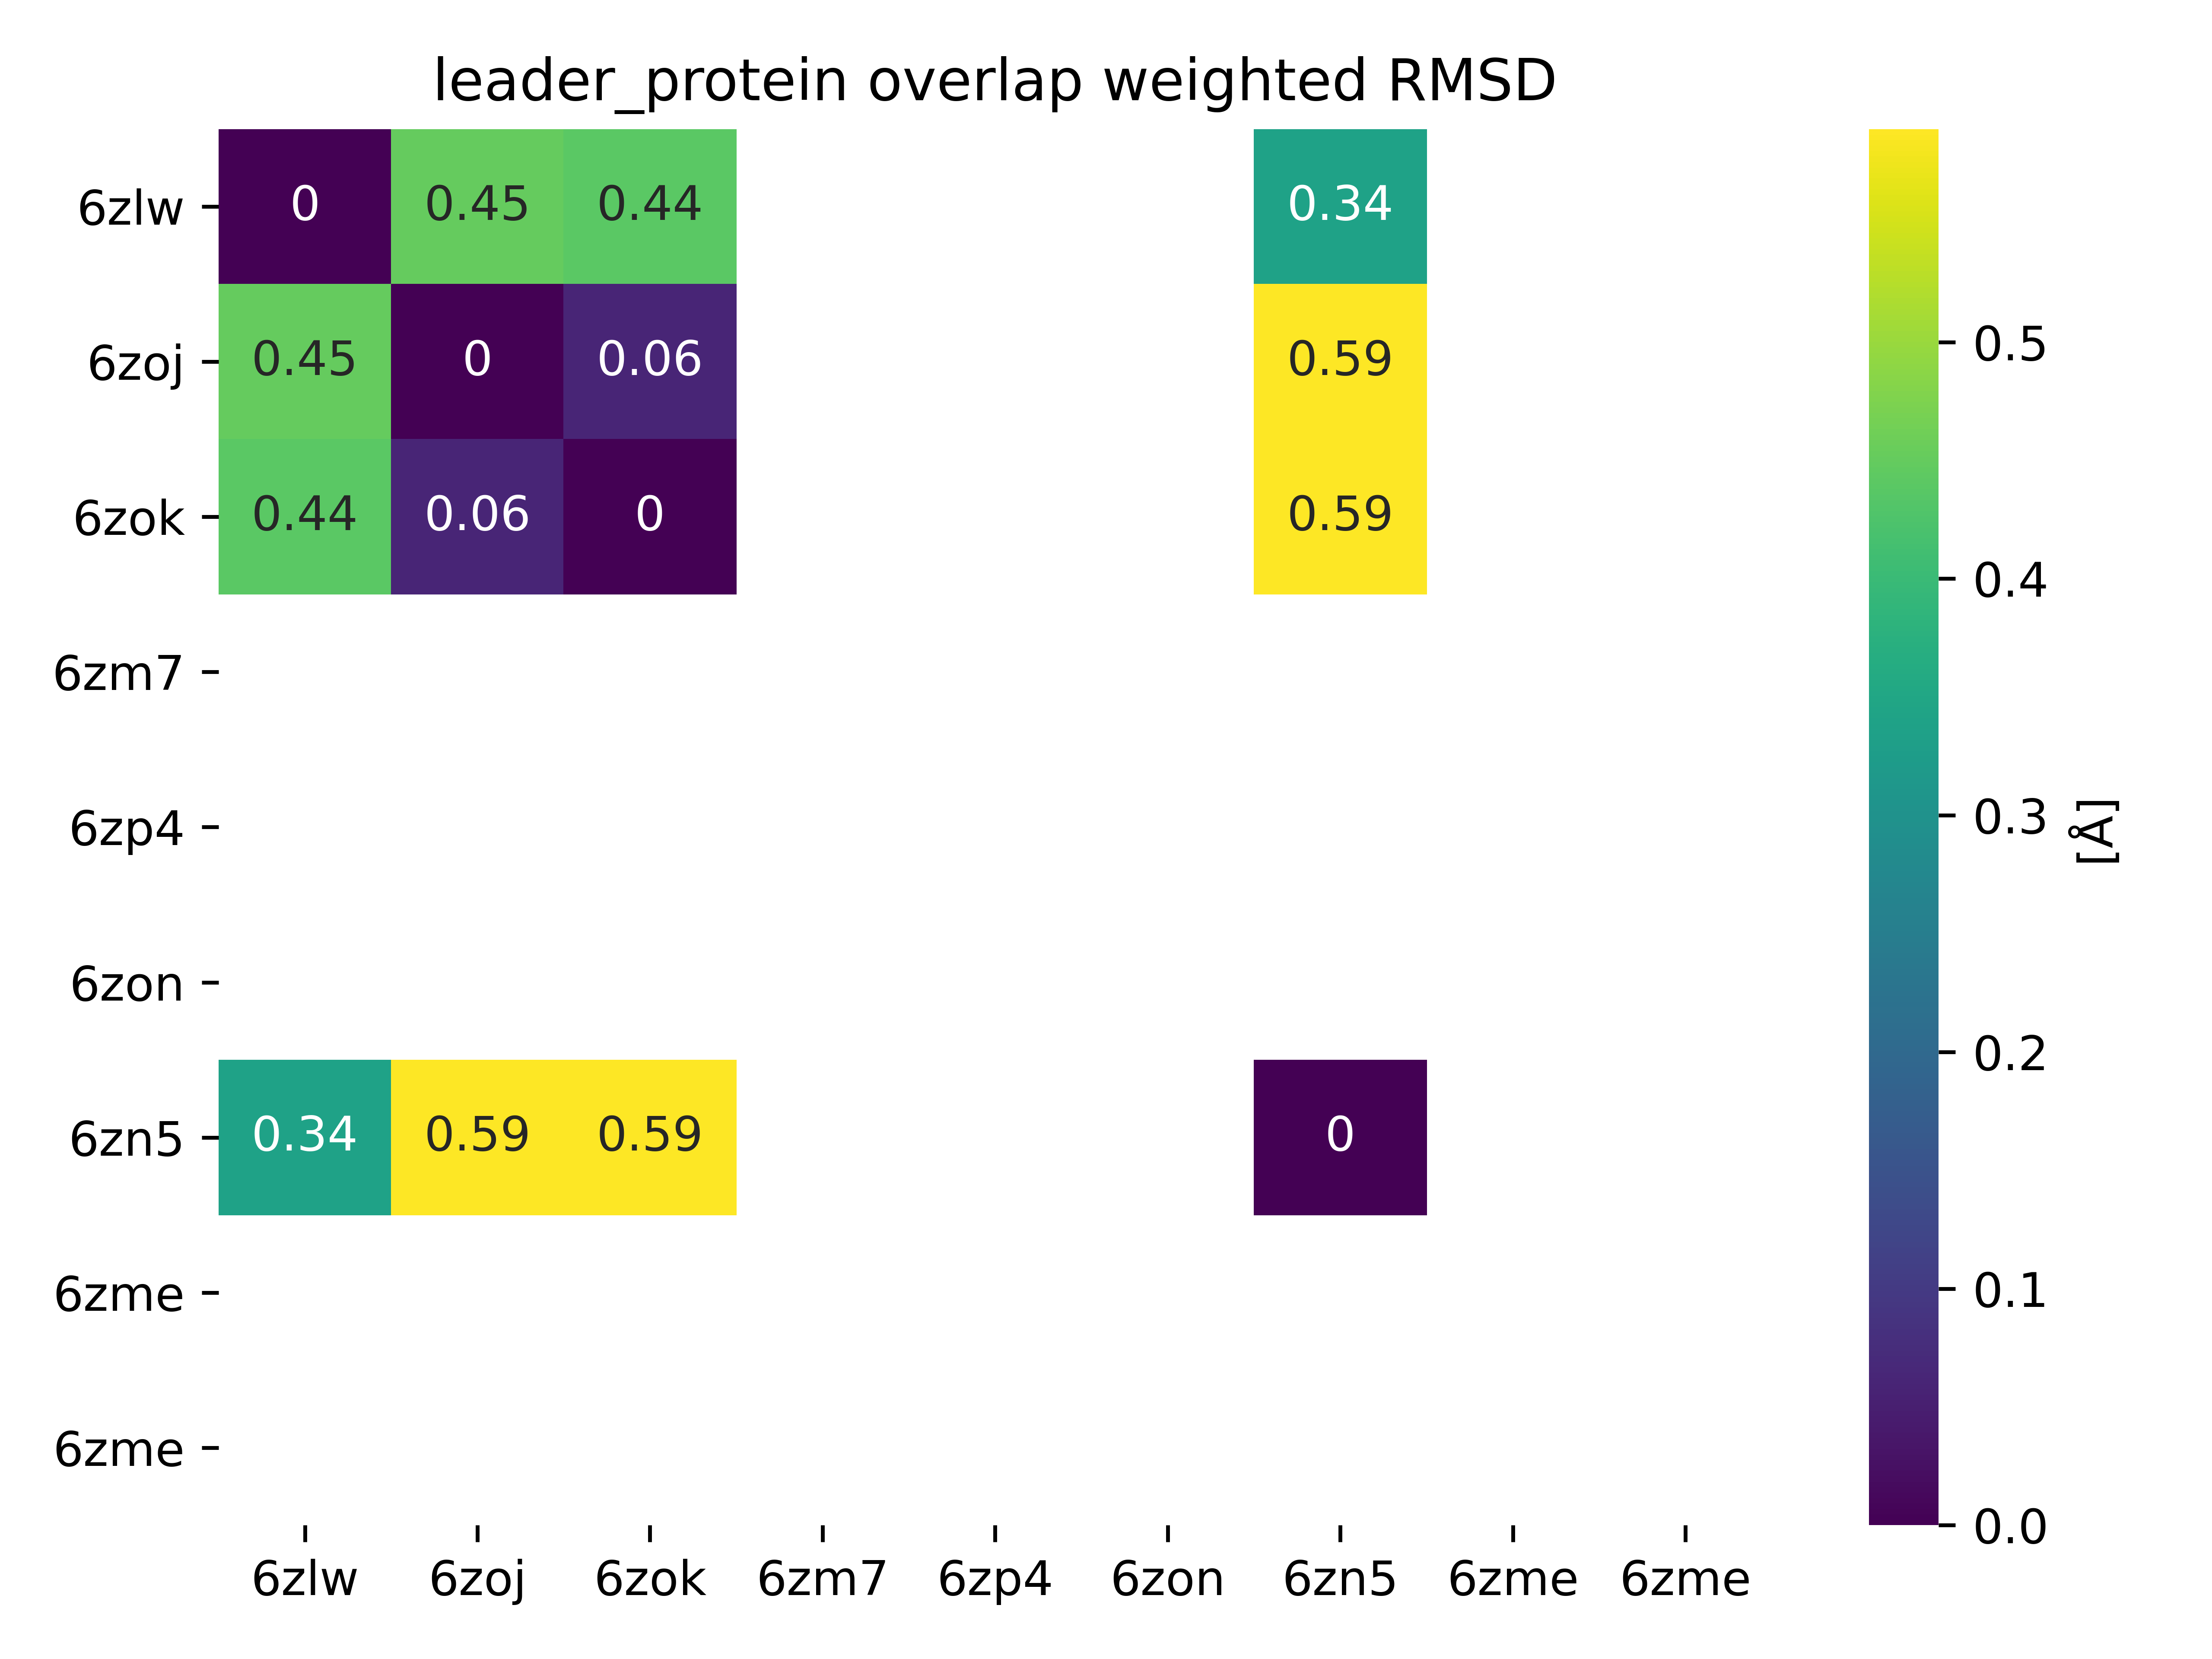 leader_protein overlap weighted RMSD
6zlw 0 0.45 0.44 0.34
6zoj 0.45 0 0.06 0.59
6zok 0.44 0.06 0 0.59
6zm7
6zp4
6zon
6zn5 0.34 0.59 0.59 0
6zme
6zme
6zlw 6zoj 6zok 6zm7 6zp4 6zon 6zn5 6zme 6zme
0.5
0.4
0.3
0.2
0.1
0.0
[Å]